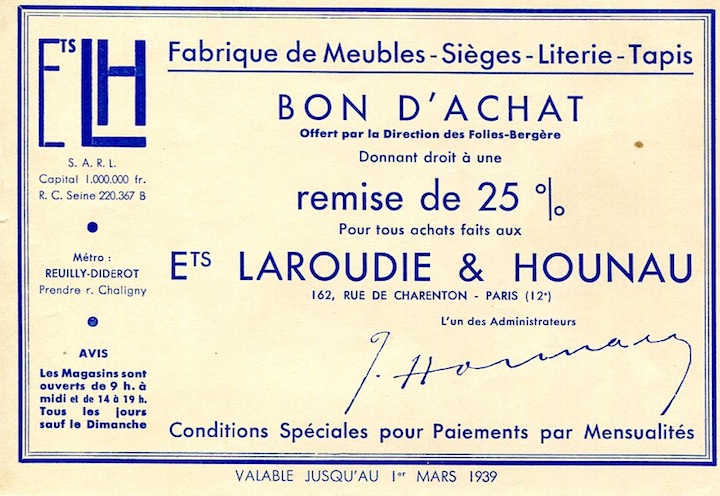 ETS LH
S. A. R. L.
Capital 1.000.000 fr.
R. C. Seine 220.367 B
Métro :
REUILLY-DIDEROT
Prendre r. Chaligny
AVIS
Les Magasins sont
ouverts de 9 h. à
midi et de 14 à 19 h.
Tous les jours
sauf le Dimanche
Fabrique de Meubles - Sièges - Literie - Tapis
BON D'ACHAT
Offert par la Direction des Folies-Bergère
Donnant droit à une
remise de 25 %
Pour tous achats faits aux
ETS LAROUDIE & HOUNAU
162, RUE DE CHARENTON - PARIS (12e)
L'un des Administrateurs
J. Hounau
Conditions Spéciales pour Paiements par Mensualités
VALABLE JUSQU'AU 1er MARS 1939